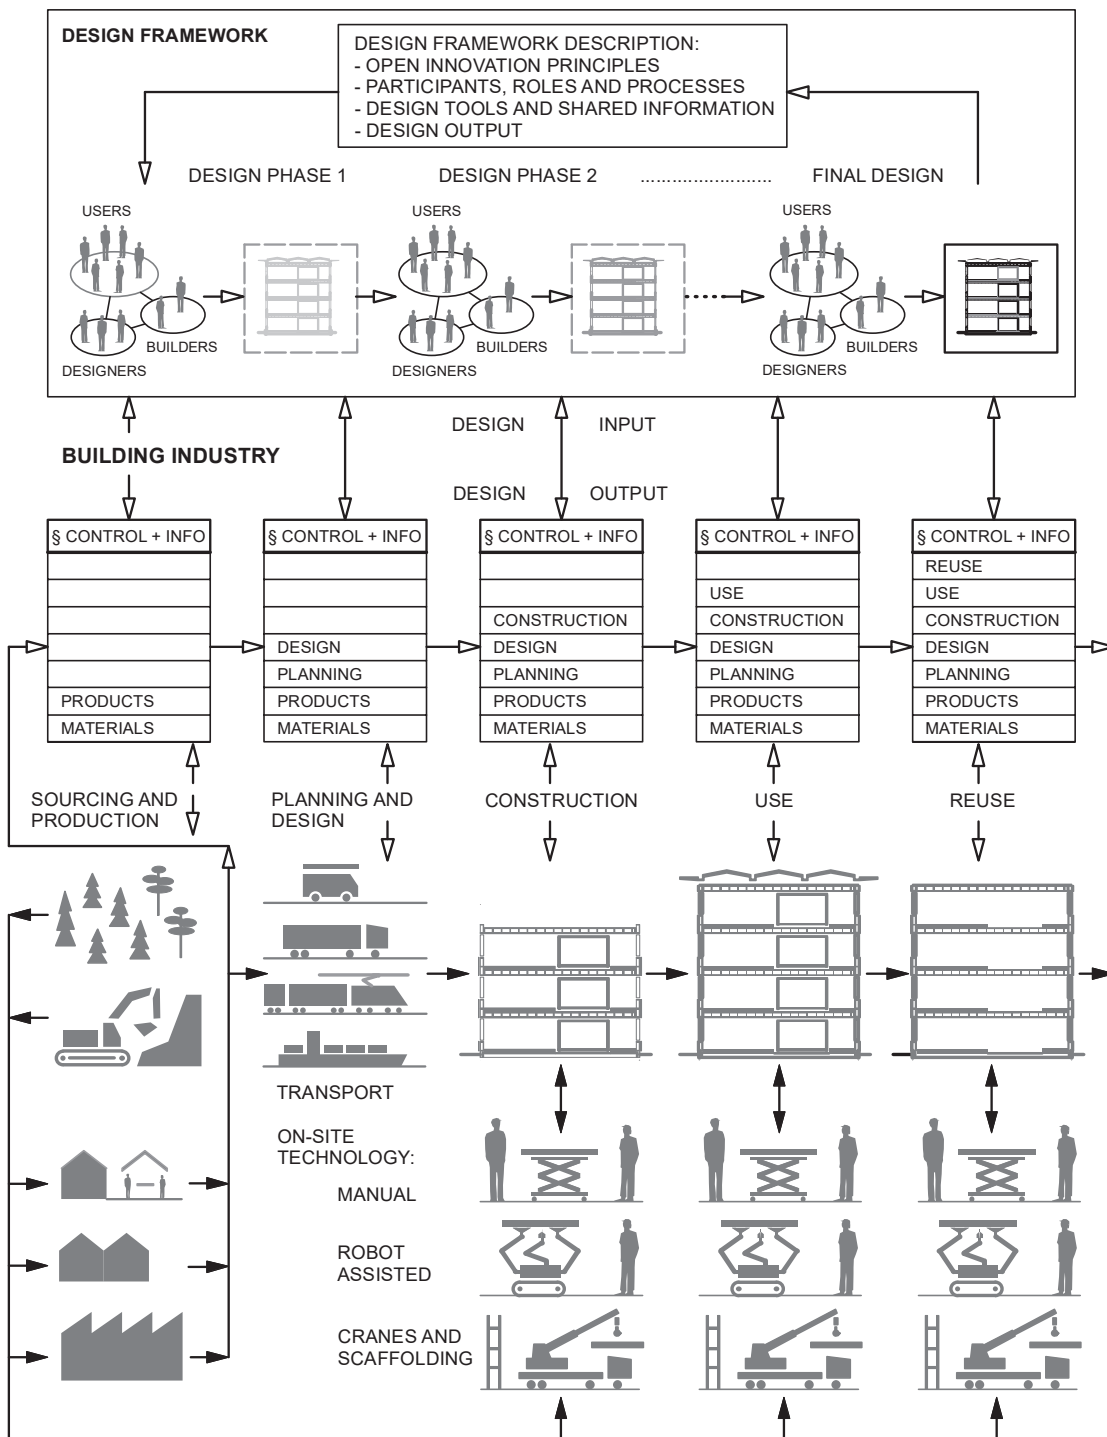 DESIGN FRAMEWORK
DESIGN FRAMEWORK DESCRIPTION:
- OPEN INNOVATION PRINCIPLES
- PARTICIPANTS, ROLES AND PROCESSES
- DESIGN TOOLS AND SHARED INFORMATION
- DESIGN OUTPUT
DESIGN PHASE 1
DESIGN PHASE 2
.........................
FINAL DESIGN
USERS
BUILDERS
DESIGNERS
USERS
BUILDERS
DESIGNERS
USERS
BUILDERS
DESIGNERS
DESIGN INPUT
BUILDING INDUSTRY
DESIGN OUTPUT
§ CONTROL + INFO
PRODUCTS
MATERIALS
§ CONTROL + INFO
DESIGN
PLANNING
PRODUCTS
MATERIALS
§ CONTROL + INFO
CONSTRUCTION
DESIGN
PLANNING
PRODUCTS
MATERIALS
§ CONTROL + INFO
USE
CONSTRUCTION
DESIGN
PLANNING
PRODUCTS
MATERIALS
§ CONTROL + INFO
REUSE
USE
CONSTRUCTION
DESIGN
PLANNING
PRODUCTS
MATERIALS
SOURCING AND
PRODUCTION
PLANNING AND
DESIGN
CONSTRUCTION
USE
REUSE
TRANSPORT
ON-SITE
TECHNOLOGY:
MANUAL
ROBOT
ASSISTED
CRANES AND
SCAFFOLDING